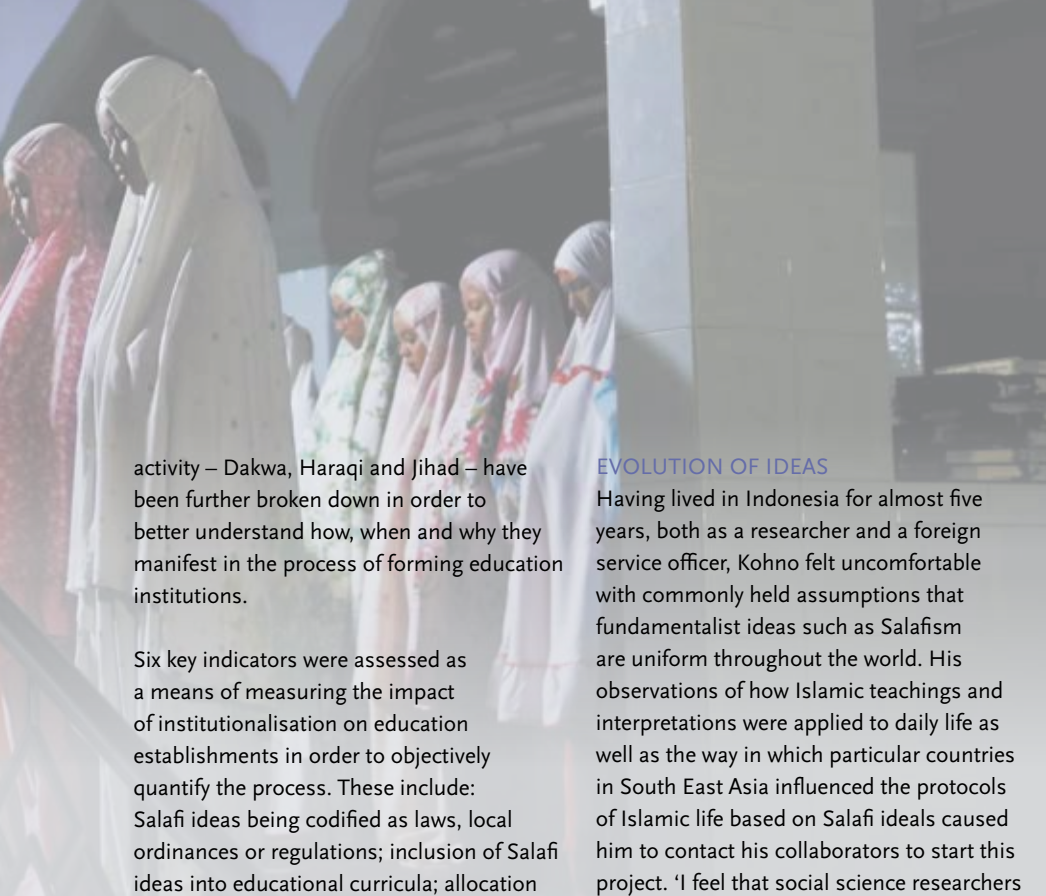 activity – Dakwa, Haraqi and Jihad – have
been further broken down in order to
better understand how, when and why they
manifest in the process of forming education
institutions.
Six key indicators were assessed as
a means of measuring the impact
of institutionalisation on education
establishments in order to objectively
quantify the process. These include:
Salafi ideas being codified as laws, local
ordinances or regulations; inclusion of Salafi
ideas into educational curricula; allocation
EVOLUTION OF IDEAS
Having lived in Indonesia for almost five
years, both as a researcher and a foreign
service officer, Kohno felt uncomfortable
with commonly held assumptions that
fundamentalist ideas such as Salafism
are uniform throughout the world. His
observations of how Islamic teachings and
interpretations were applied to daily life as
well as the way in which particular countries
in South East Asia influenced the protocols
of Islamic life based on Salafi ideals caused
him to contact his collaborators to start this
project. ‘I feel that social science researchers